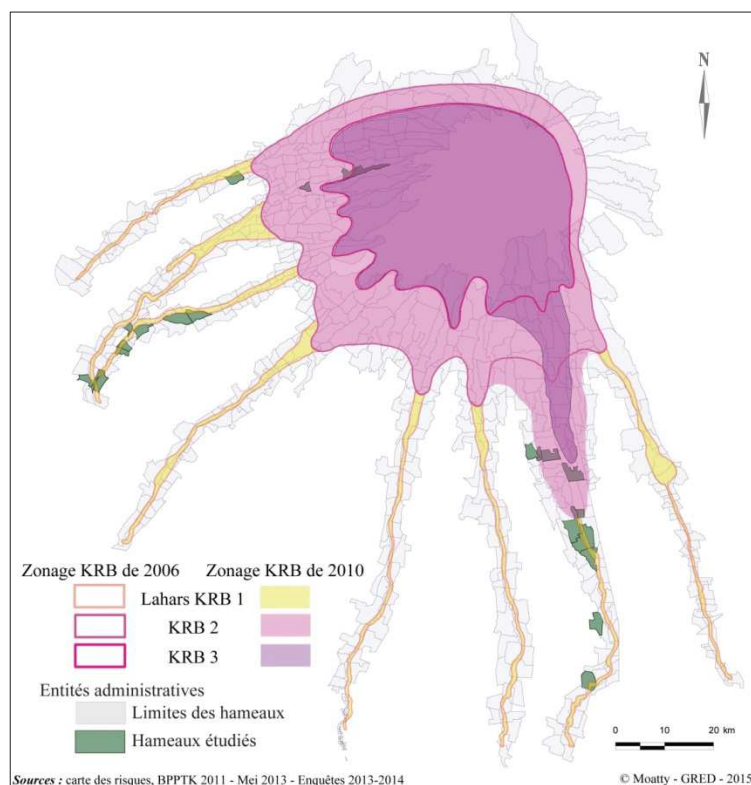 N
Zonage KRB de 2006 Zonage KRB de 2010
Lahars KRB 1
KRB 2
KRB 3
Entités administratives
Limites des hameaux
Hameaux étudiés
0 10 20 km
Sources : carte des risques, BPPTK 2011 - Mei 2013 - Enquêtes 2013-2014 © Moatty - GRED - 2015